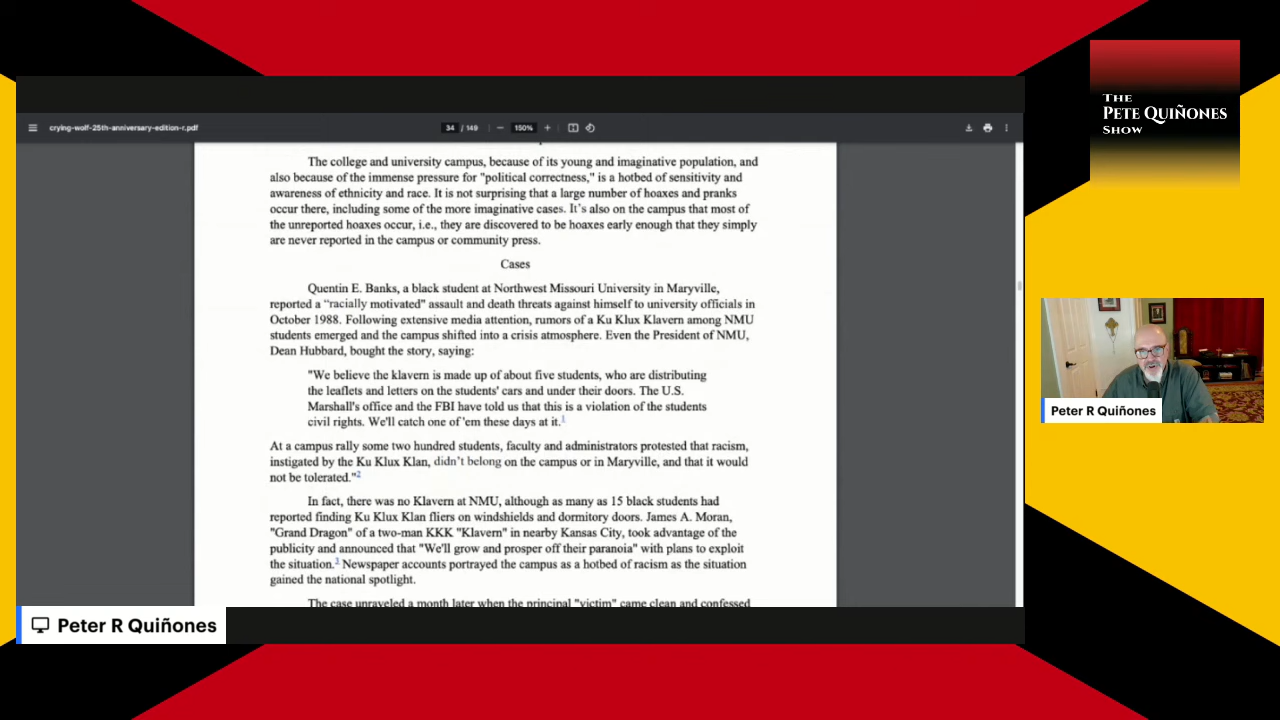 THE
PETE QUIÑONES
SHOW
crying-wolf-25th-anniversary-edition-r.pdf
34 / 149
150%
The college and university campus, because of its young and imaginative population, and
also because of the immense pressure for "political correctness," is a hotbed of sensitivity and
awareness of ethnicity and race. It is not surprising that a large number of hoaxes and pranks
occur there, including some of the more imaginative cases. It's also on the campus that most of
the unreported hoaxes occur, i.e., they are discovered to be hoaxes early enough that they simply
are never reported in the campus or community press.
Cases
Quentin E. Banks, a black student at Northwest Missouri University in Maryville,
reported a "racially motivated" assault and death threats against himself to university officials in
October 1988. Following extensive media attention, rumors of a Ku Klux Klavern among NMU
students emerged and the campus shifted into a crisis atmosphere. Even the President of NMU,
Dean Hubbard, bought the story, saying:
"We believe the klavern is made up of about five students, who are distributing
the leaflets and letters on the students' cars and under their doors. The U.S.
Marshall's office and the FBI have told us that this is a violation of the students
civil rights. We'll catch one of 'em these days at it.1
At a campus rally some two hundred students, faculty and administrators protested that racism,
instigated by the Ku Klux Klan, didn't belong on the campus or in Maryville, and that it would
not be tolerated."2
In fact, there was no Klavern at NMU, although as many as 15 black students had
reported finding Ku Klux Klan fliers on windshields and dormitory doors. James A. Moran,
"Grand Dragon" of a two-man KKK "Klavern" in nearby Kansas City, took advantage of the
publicity and announced that "We'll grow and prosper off their paranoia" with plans to exploit
the situation.3 Newspaper accounts portrayed the campus as a hotbed of racism as the situation
gained the national spotlight.
The case unraveled a month later when the principal "victim" came clean and confessed
Peter R Quiñones
Peter R Quiñones